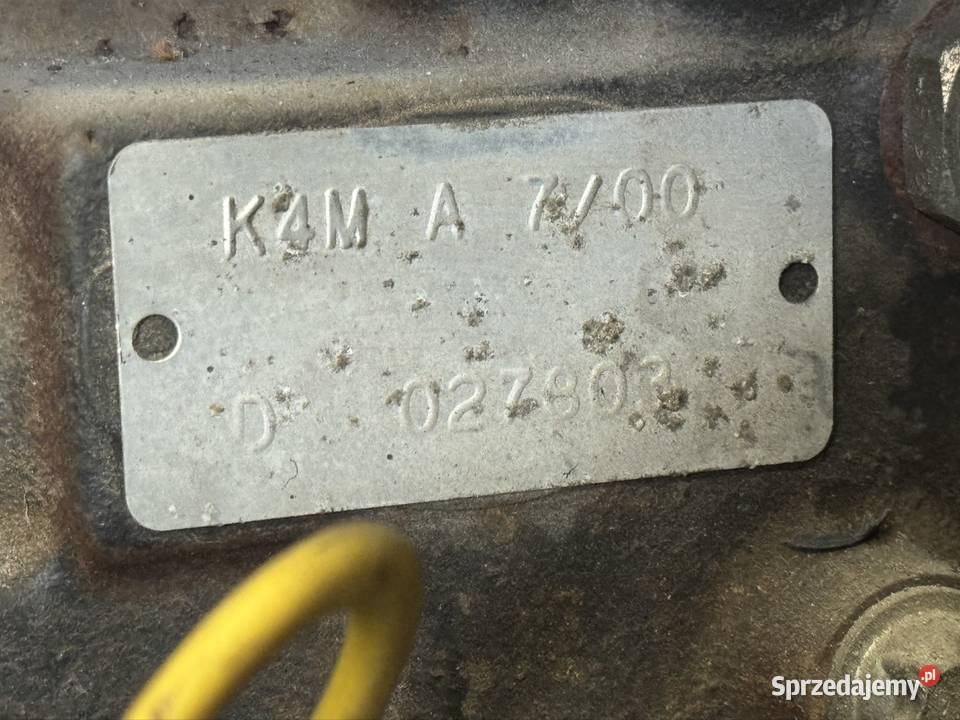 K4M A 7/00
D 027803
Sprzedajemy.pl